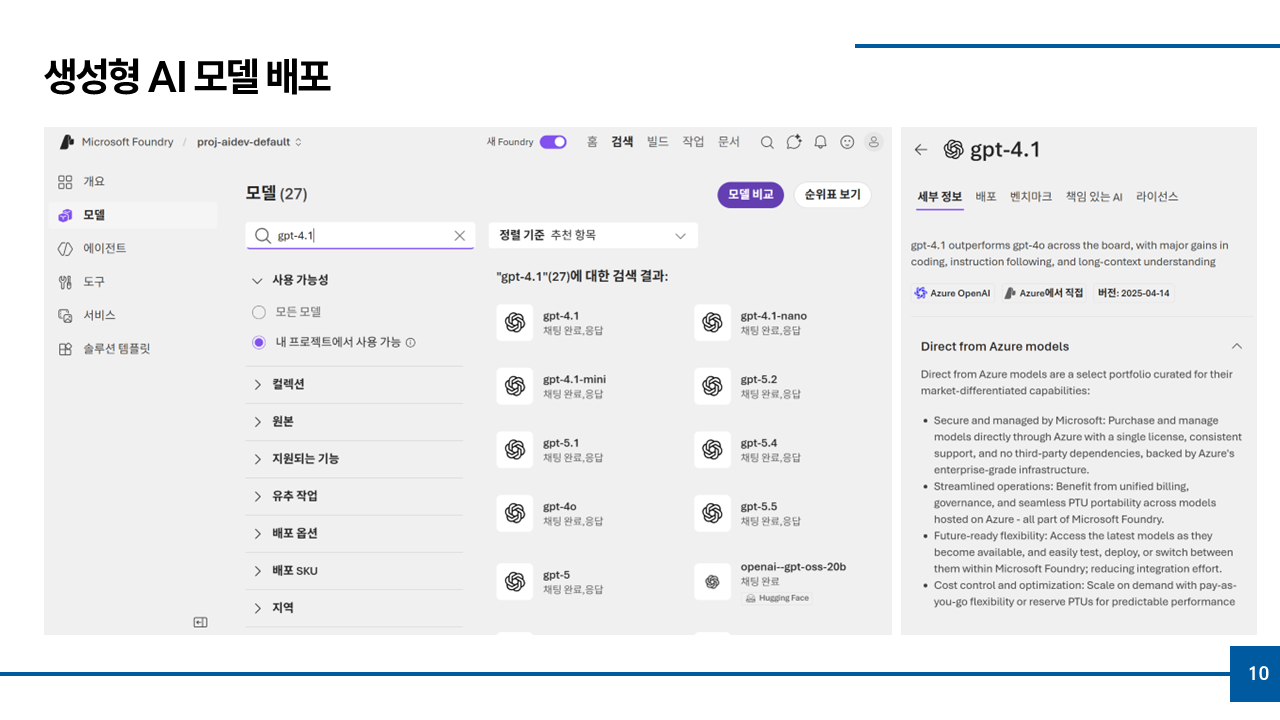 생성형 AI 모델 배포
Microsoft Foundry / proj-aidev-default
새 Foundry 홈 검색 빌드 작업 문서
개요
모델
에이전트
도구
서비스
솔루션 템플릿
모델 (27)
모델 비교
순위표 보기
gpt-4.1
정렬 기준 추천 항목
사용 가능성
모든 모델
내 프로젝트에서 사용 가능
컬렉션
원본
지원되는 기능
유추 작업
배포 옵션
배포 SKU
지역
"gpt-4.1"(27)에 대한 검색 결과:
gpt-4.1
채팅 완료,응답
gpt-4.1-nano
채팅 완료,응답
gpt-4.1-mini
채팅 완료,응답
gpt-5.2
채팅 완료,응답
gpt-5.1
채팅 완료,응답
gpt-5.4
채팅 완료,응답
gpt-4o
채팅 완료,응답
gpt-5.5
채팅 완료,응답
gpt-5
채팅 완료,응답
openai--gpt-oss-20b
채팅 완료
Hugging Face
gpt-4.1
세부 정보 배포 벤치마크 책임 있는 AI 라이선스
gpt-4.1 outperforms gpt-4o across the board, with major gains in
coding, instruction following, and long-context understanding
Azure OpenAI Azure에서 직접 버전: 2025-04-14
Direct from Azure models
Direct from Azure models are a select portfolio curated for their
market-differentiated capabilities:
• Secure and managed by Microsoft: Purchase and manage
models directly through Azure with a single license, consistent
support, and no third-party dependencies, backed by Azure's
enterprise-grade infrastructure.
• Streamlined operations: Benefit from unified billing,
governance, and seamless PTU portability across models
hosted on Azure - all part of Microsoft Foundry.
• Future-ready flexibility: Access the latest models as they
become available, and easily test, deploy, or switch between
them within Microsoft Foundry; reducing integration effort.
• Cost control and optimization: Scale on demand with pay-as-
you-go flexibility or reserve PTUs for predictable performance
10